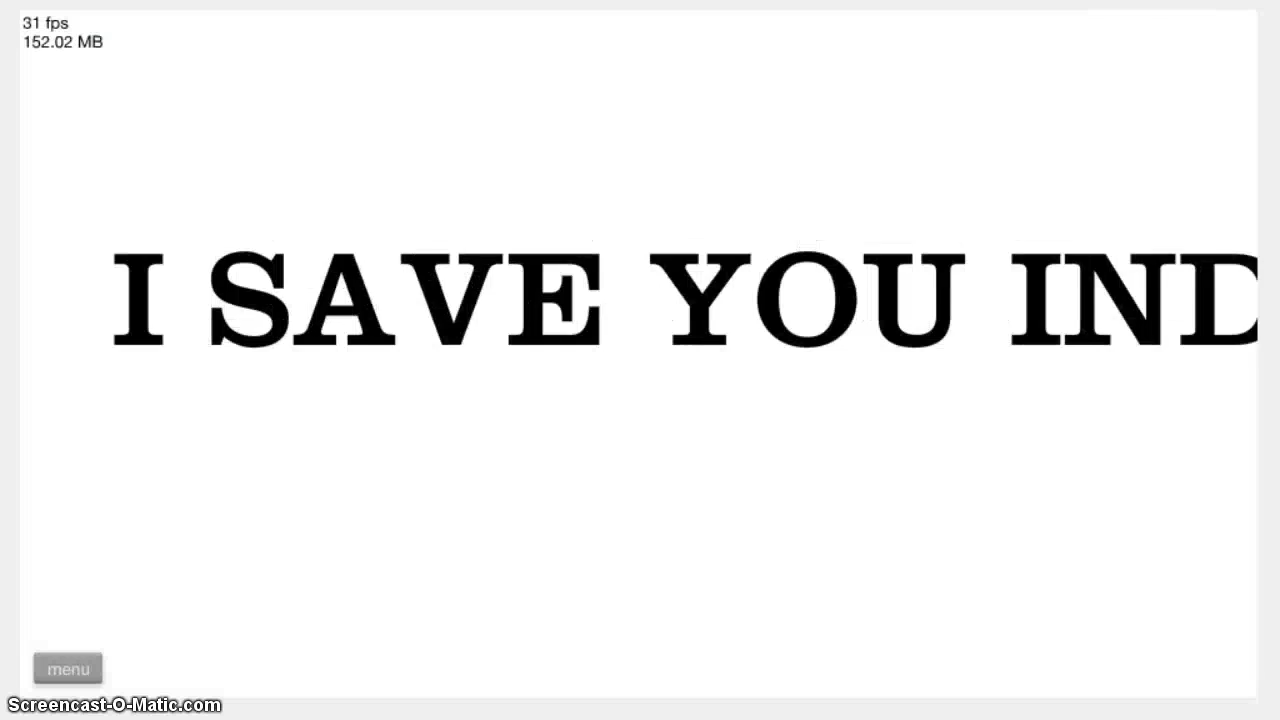 31 fps
152.02 MB
I SAVE YOU IND
menu
Screencast-O-Matic.com